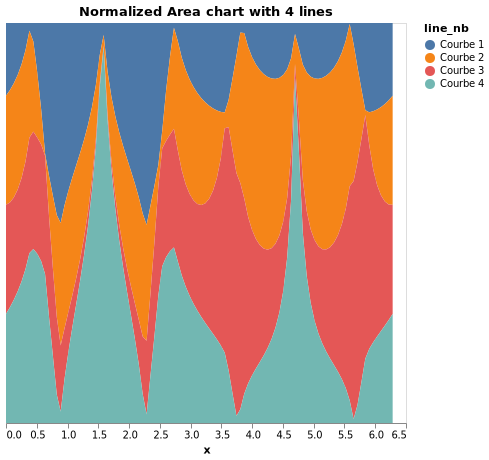 Normalized Area chart with 4 lines
line_nb
Courbe 1
Courbe 2
Courbe 3
Courbe 4
0.0 0.5 1.0 1.5 2.0 2.5 3.0 3.5 4.0 4.5 5.0 5.5 6.0 6.5
x